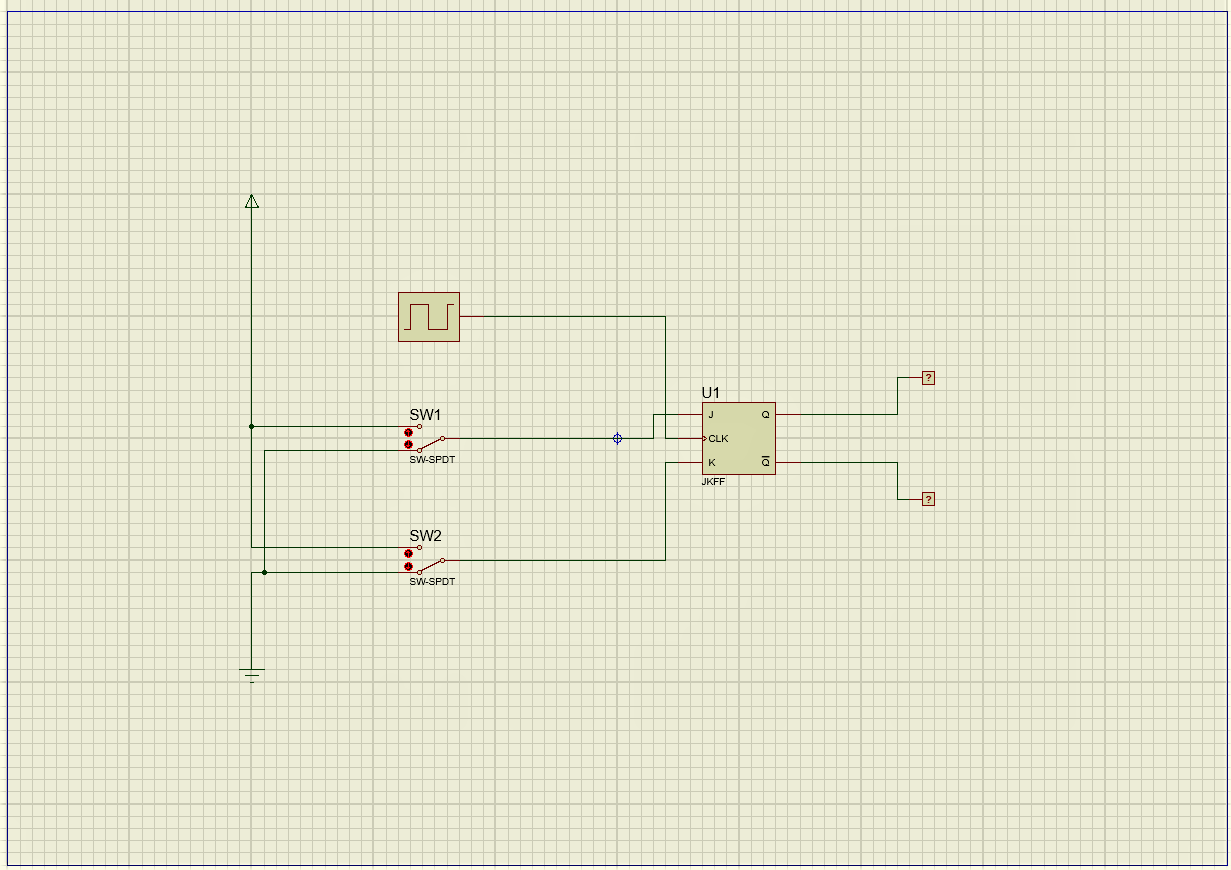 U1
?
SW1
J
Q
CLK
SW-SPDT
K
Q
JKFF
?
SW2
SW-SPDT